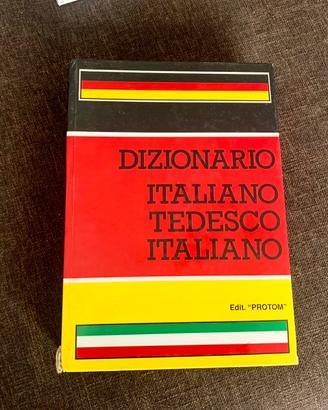 DIZIONARIO
ITALIANO
TEDESCO
ITALIANO
Edit. "PROTOM"